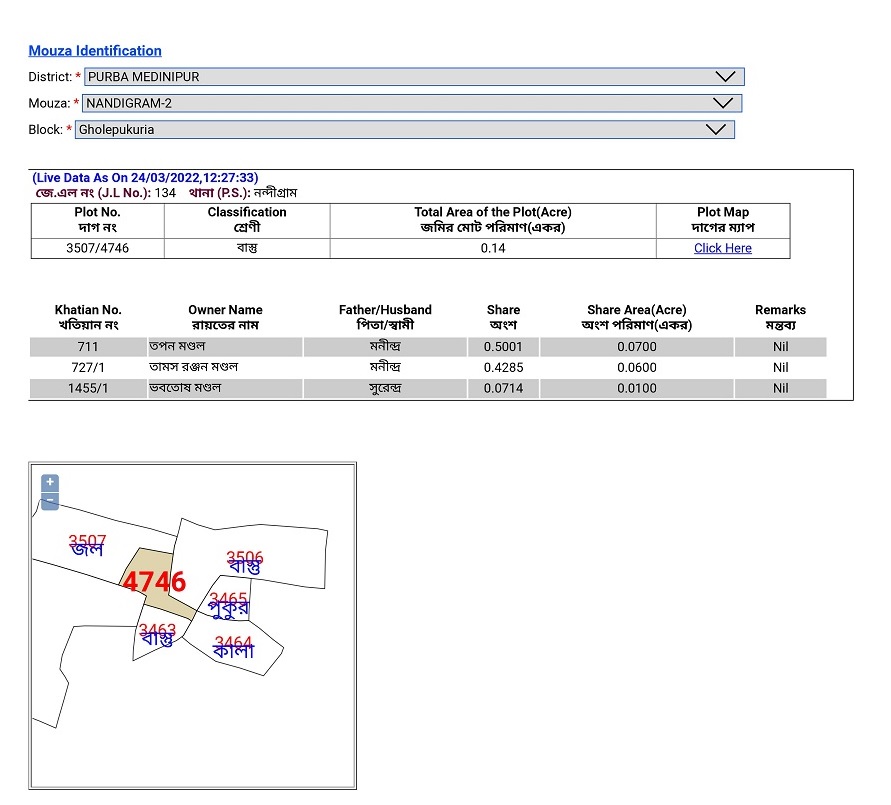 Mouza Identification
District: * PURBA MEDINIPUR
Mouza: * NANDIGRAM-2
Block: * Gholepukuria
(Live Data As On 24/03/2022,12:27:33)
জে.এল নং (J.L No.): 134 থানা (P.S.): নন্দীগ্রাম
Plot No. Classification Total Area of the Plot(Acre) Plot Map
দাগ নং শ্রেণী জমির মোট পরিমাণ(একর) দাগের ম্যাপ
3507/4746 বাস্তু 0.14 Click Here
Khatian No. Owner Name Father/Husband Share Share Area(Acre) Remarks
খতিয়ান নং রায়তের নাম পিতা/স্বামী অংশ অংশ পরিমাণ(একর) মন্তব্য
711 তপন মণ্ডল মনীন্দ্র 0.5001 0.0700 Nil
727/1 তামস রঞ্জন মণ্ডল মনীন্দ্র 0.4285 0.0600 Nil
1455/1 ভবতোষ মণ্ডল সুরেন্দ্র 0.0714 0.0100 Nil
+
−
3507
জল
3506
বাস্তু
4746
3465
পুকুর
3463
বাস্তু
3464
কালা